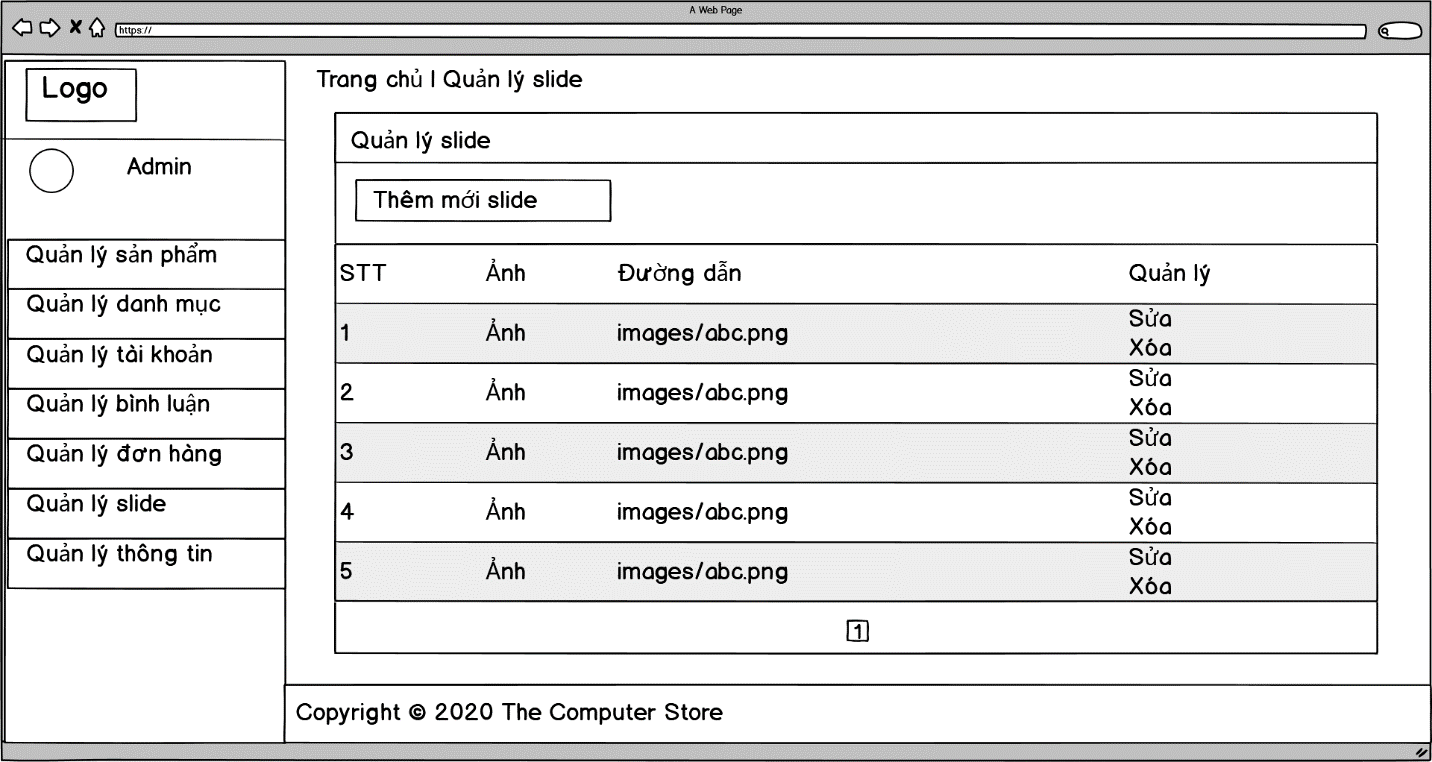 A Web Page
https://
Logo
Admin
Quản lý sản phẩm
Quản lý danh mục
Quản lý tài khoản
Quản lý bình luận
Quản lý đơn hàng
Quản lý slide
Quản lý thông tin
Trang chủ | Quản lý slide
Quản lý slide
Thêm mới slide
STT Ảnh Đường dẫn Quản lý
1 Ảnh images/abc.png Sửa
Xóa
2 Ảnh images/abc.png Sửa
Xóa
3 Ảnh images/abc.png Sửa
Xóa
4 Ảnh images/abc.png Sửa
Xóa
5 Ảnh images/abc.png Sửa
Xóa
1
Copyright © 2020 The Computer Store